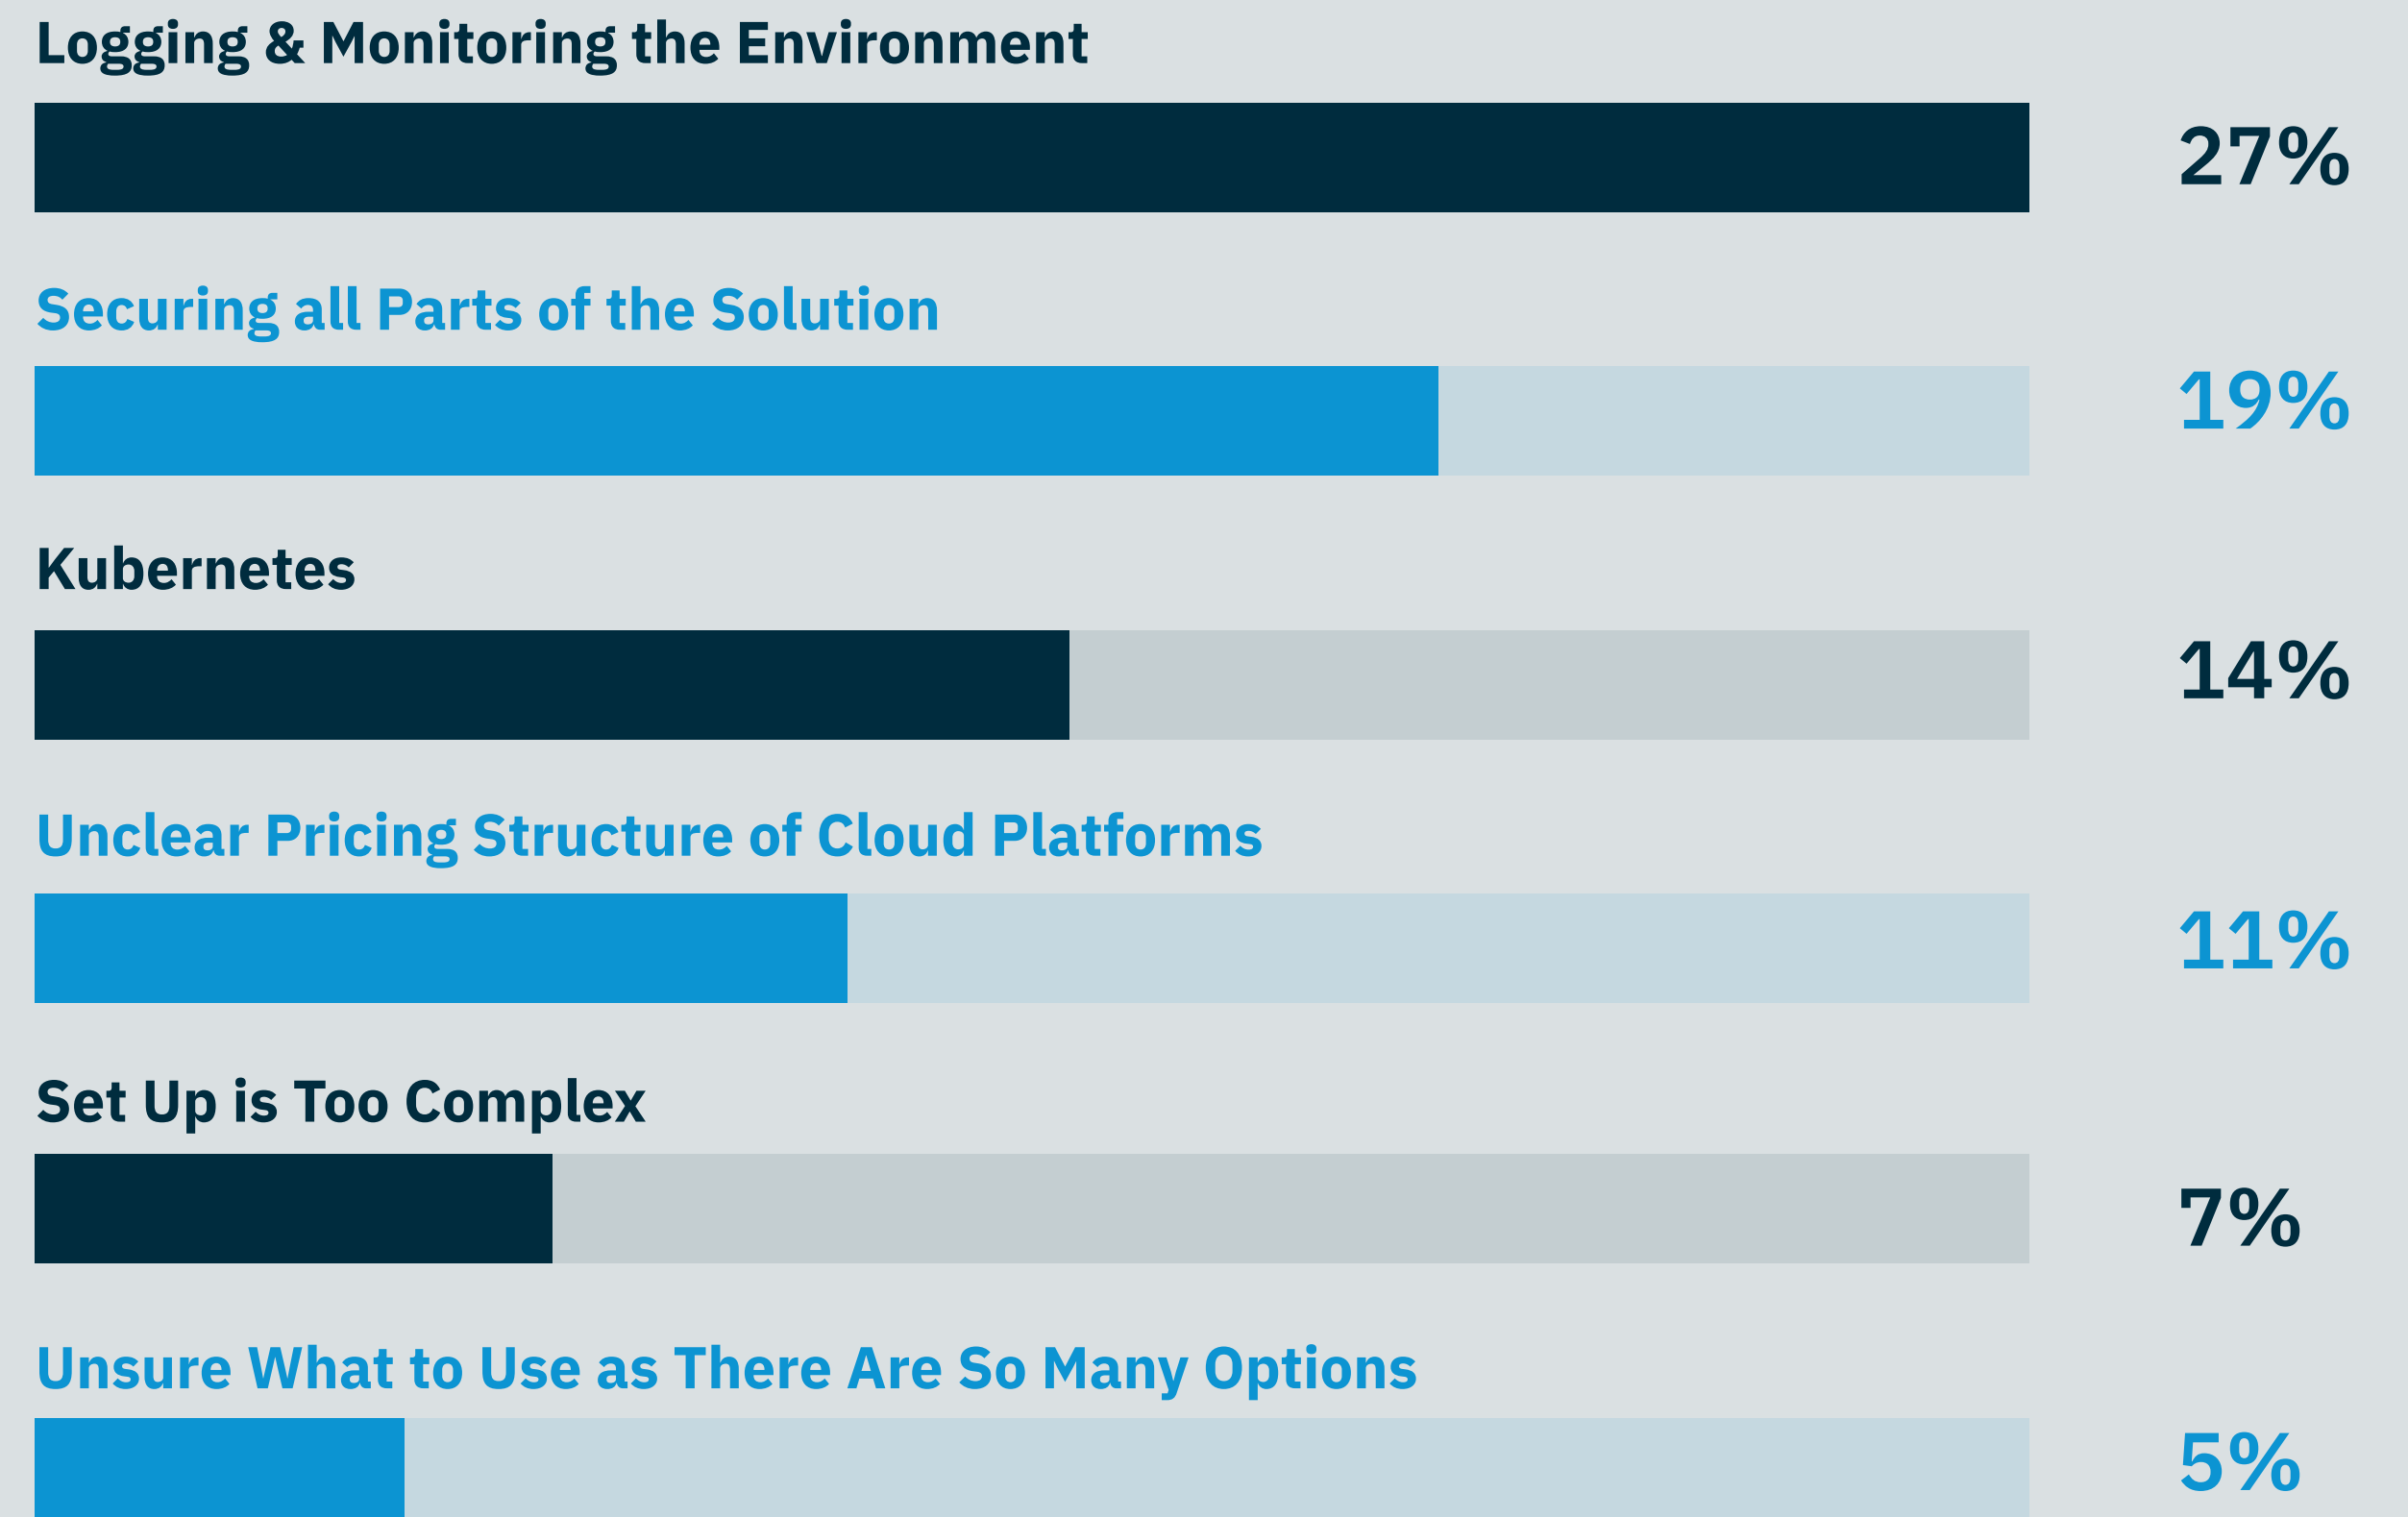 Logging & Monitoring the Environment
27%
Securing all Parts of the Solution
19%
Kubernetes
14%
Unclear Pricing Structure of Cloud Platforms
11%
Set Up is Too Complex
7%
Unsure What to Use as There Are So Many Options
5%